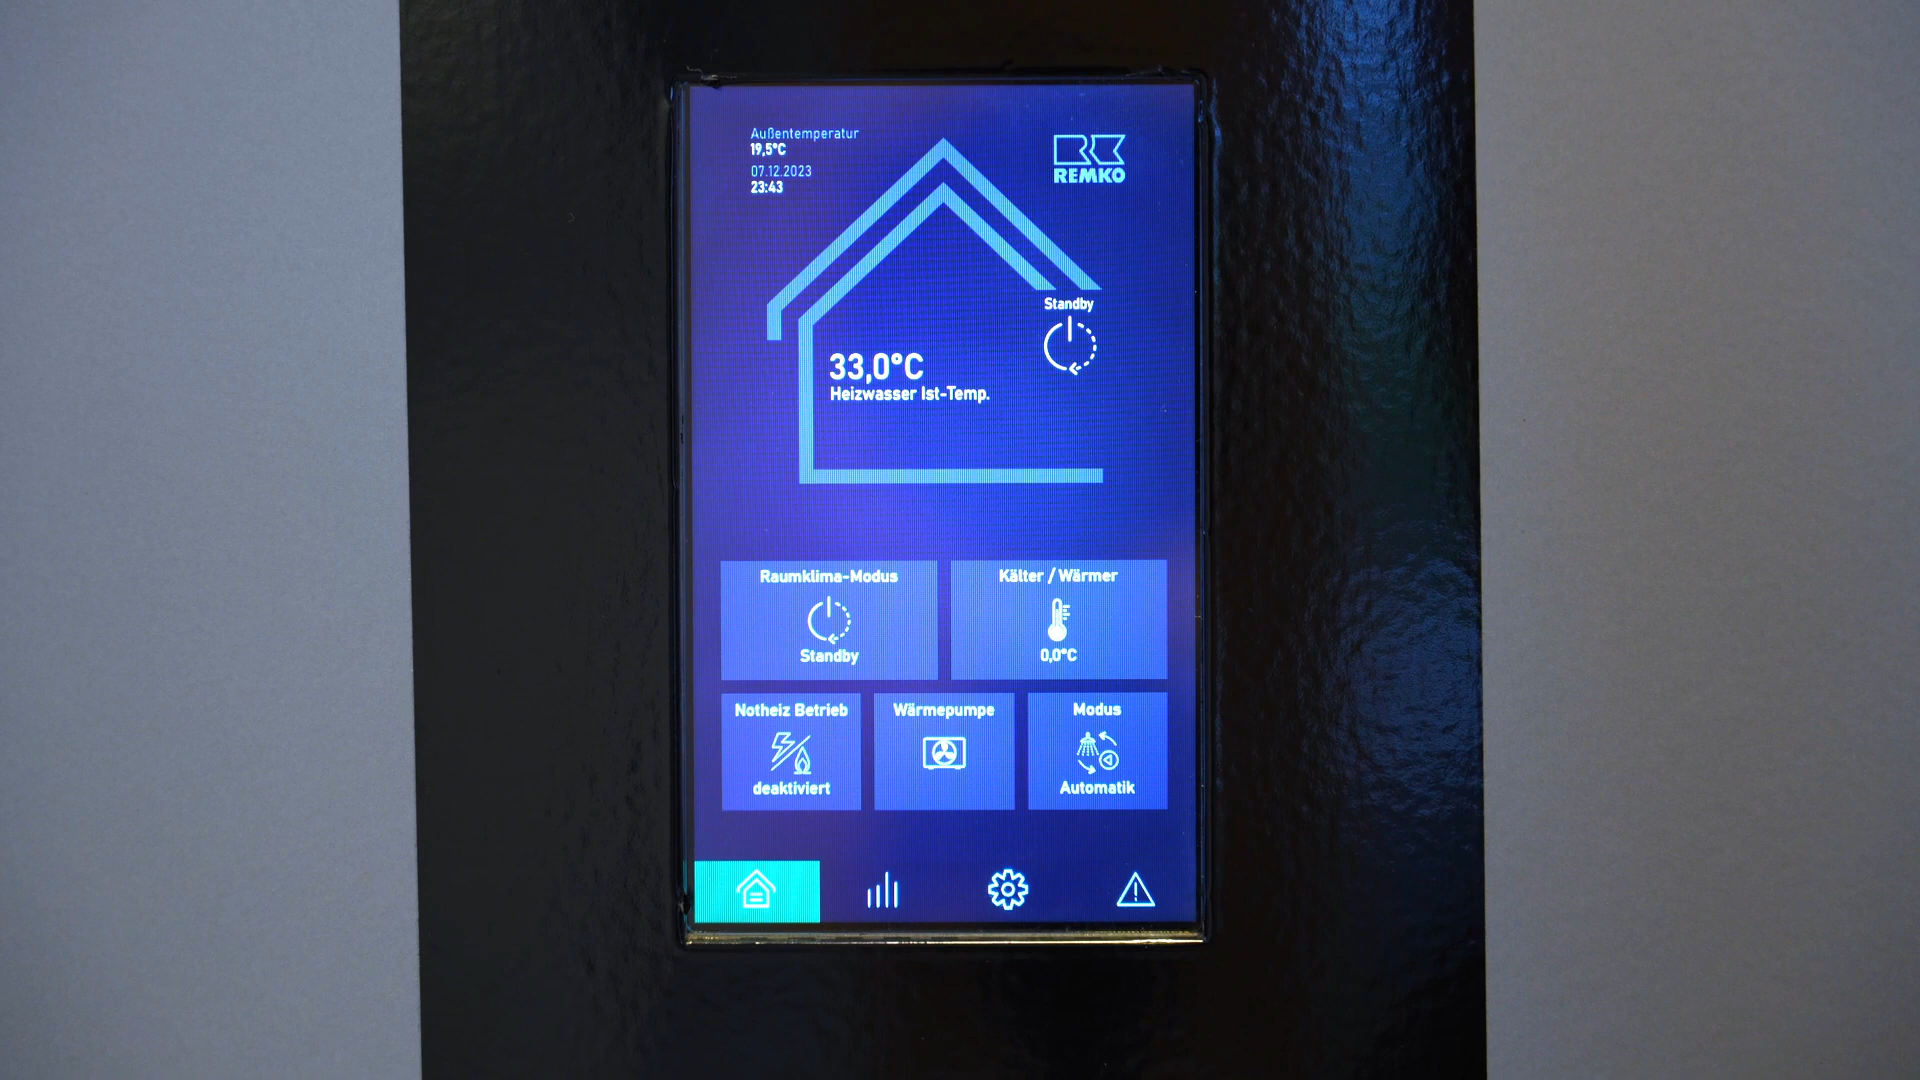 Außentemperatur
19,5°C
07.12.2023
23:43
REMKO
Standby
33,0°C
Heizwasser Ist-Temp.
Raumklima-Modus
Standby
Kälter / Wärmer
0,0°C
Notheiz Betrieb
deaktiviert
Wärmepumpe
Modus
Automatik